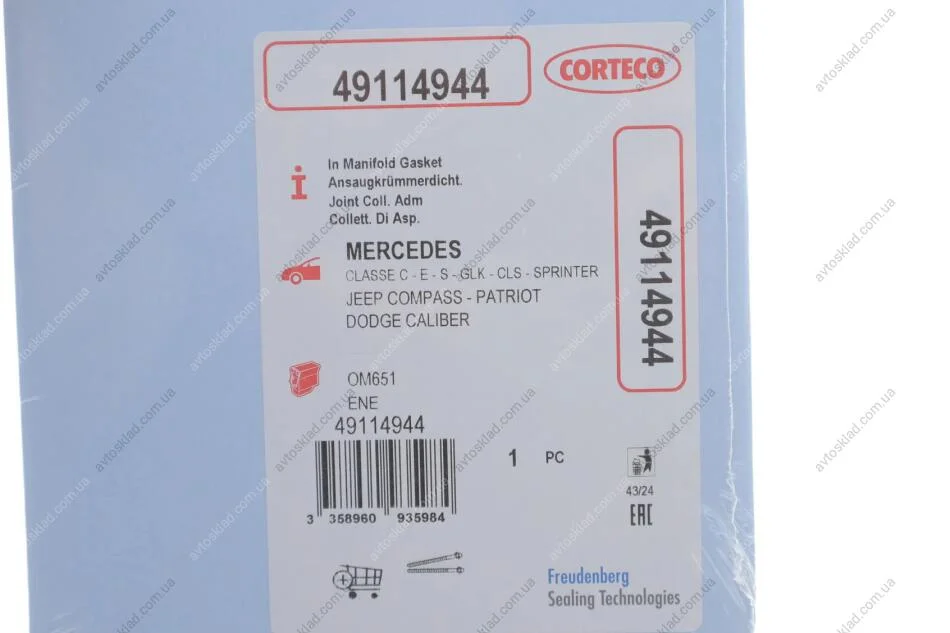 49114944
CORTECO
In Manifold Gasket
Ansaugkrümmerdicht.
Joint Coll. Adm
Collett. Di Asp.
MERCEDES
CLASSE C - E - S - GLK - CLS - SPRINTER
JEEP COMPASS - PATRIOT
DODGE CALIBER
49114944
OM651
ENE
49114944
1 PC
3 358960 935984
43/24
EAC
Freudenberg
Sealing Technologies
avtosklad.com.ua